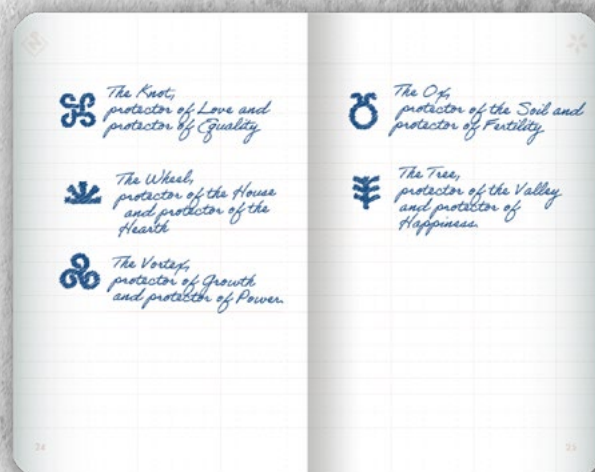 The Knot,
protector of Love and
protector of Equality
The Wheel,
protector of the House
and protector of the
Hearth
The Vortex,
protector of Growth
and protector of Power.
24
The Ox,
protector of the Soil and
protector of Fertility
The Tree,
protector of the Valley
and protector of
Happiness.